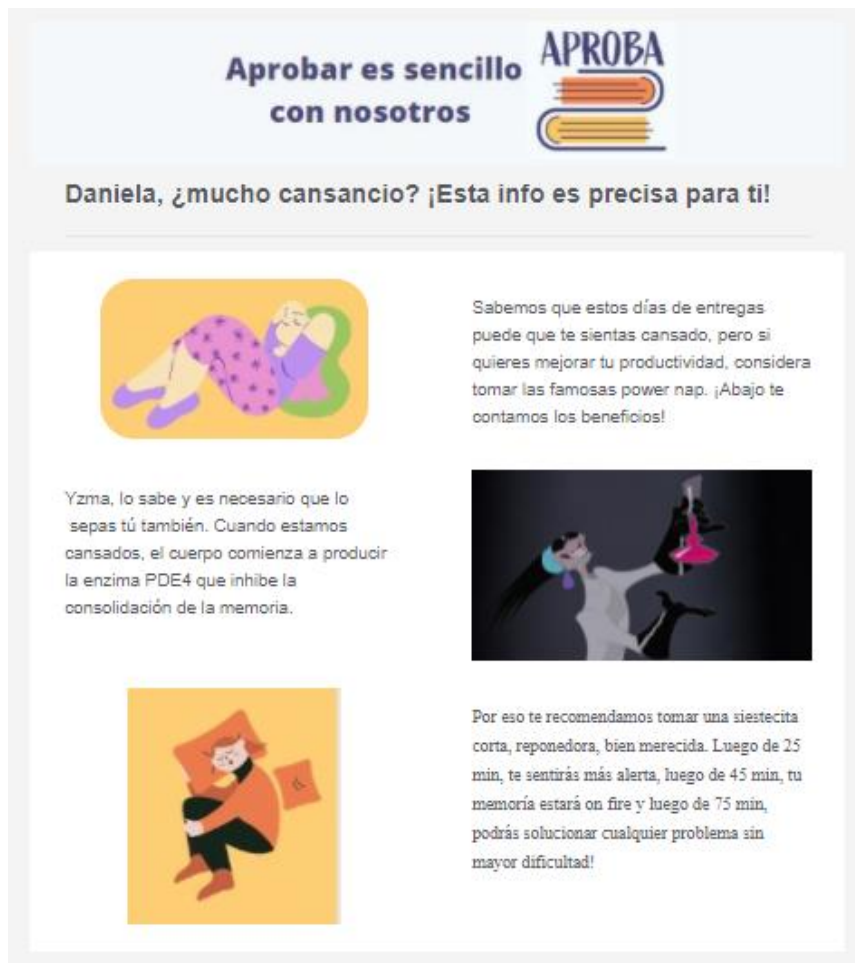 Aprobar es sencillo
con nosotros
APROBA
Daniela, ¿mucho cansancio? ¡Esta info es precisa para ti!
Sabemos que estos días de entregas
puede que te sientas cansado, pero si
quieres mejorar tu productividad, considera
tomar las famosas power nap. ¡Abajo te
contamos los beneficios!
Yzma, lo sabe y es necesario que lo
sepas tú también. Cuando estamos
cansados, el cuerpo comienza a producir
la enzima PDE4 que inhibe la
consolidación de la memoria.
Por eso te recomendamos tomar una siestecita
corta, reponedora, bien merecida. Luego de 25
min, te sentirás más alerta, luego de 45 min, tu
memoría estará on fire y luego de 75 min,
podrás solucionar cualquier problema sin
mayor dificultad!